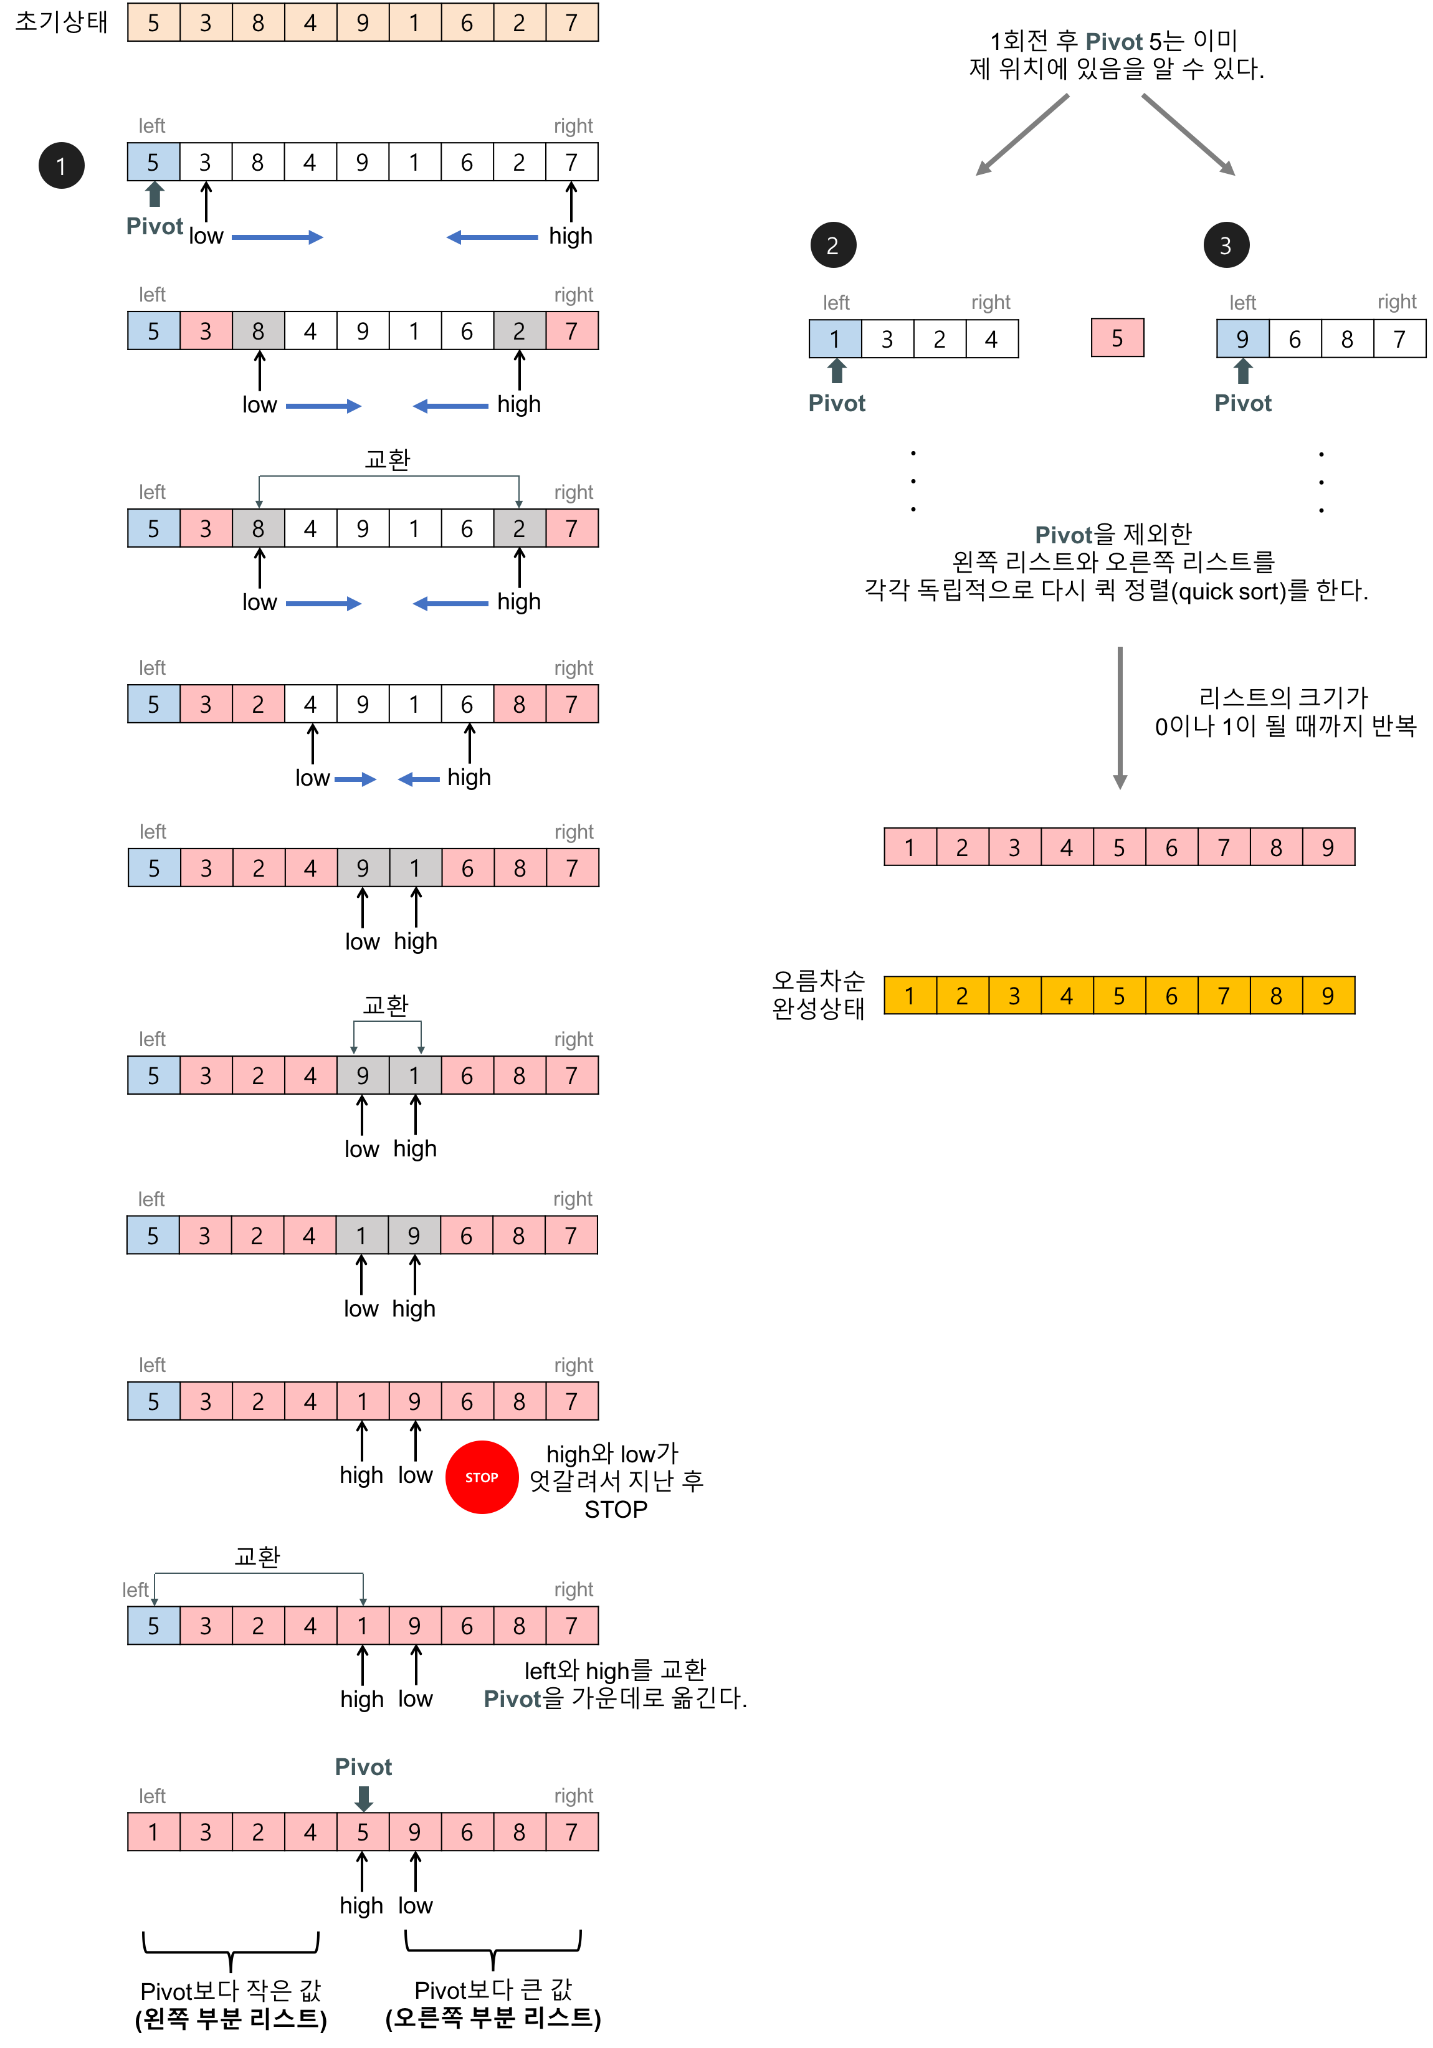 초기상태 5 3 8 4 9 1 6 2 7
1
left right
5 3 8 4 9 1 6 2 7
Pivot low high
left right
5 3 8 4 9 1 6 2 7
low high
교환
left right
5 3 8 4 9 1 6 2 7
low high
left right
5 3 2 4 9 1 6 8 7
low high
left right
5 3 2 4 9 1 6 8 7
low high
교환
left right
5 3 2 4 9 1 6 8 7
low high
left right
5 3 2 4 1 9 6 8 7
low high
left right
5 3 2 4 1 9 6 8 7
high low
STOP
high와 low가
엇갈려서 지난 후
STOP
교환
left right
5 3 2 4 1 9 6 8 7
high low
left와 high를 교환
Pivot을 가운데로 옮긴다.
Pivot
left right
1 3 2 4 5 9 6 8 7
high low
Pivot보다 작은 값
(왼쪽 부분 리스트)
Pivot보다 큰 값
(오른쪽 부분 리스트)
1회전 후 Pivot 5는 이미
제 위치에 있음을 알 수 있다.
2
left right
1 3 2 4
Pivot
5
3
left right
9 6 8 7
Pivot
Pivot을 제외한
왼쪽 리스트와 오른쪽 리스트를
각각 독립적으로 다시 퀵 정렬(quick sort)를 한다.
리스트의 크기가
0이나 1이 될 때까지 반복
1 2 3 4 5 6 7 8 9
오름차순
완성상태
1 2 3 4 5 6 7 8 9